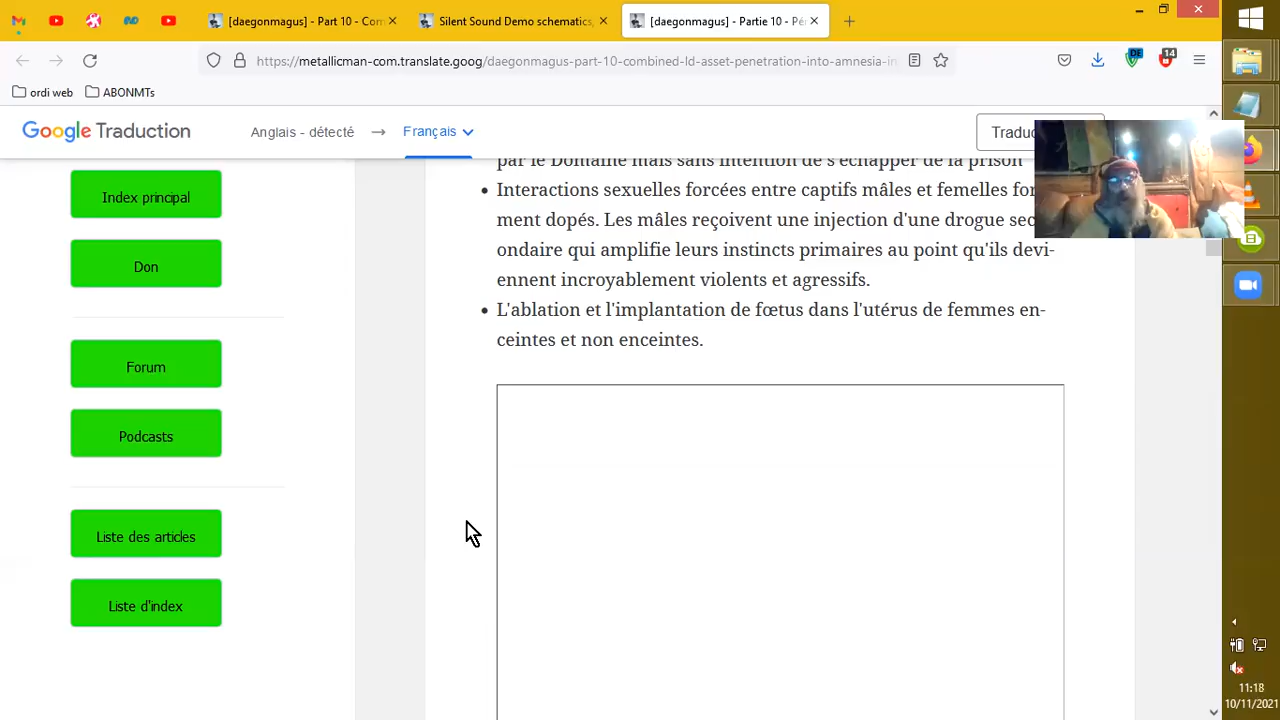 [daegonmagus] - Part 10 - Com
Silent Sound Demo schematics,
[daegonmagus] - Partie 10 - Pé
https://metallicman-com.translate.goog/daegonmagus-part-10-combined-ld-asset-penetration-into-amnesia-in
DE
14
ordi web
ABONMTs
Google Traduction
Anglais - détecté
Français
Traduc
par le Domaine mais sans intention de s'échapper de la prison
Index principal
Don
Forum
Podcasts
Liste des articles
Liste d'index
Interactions sexuelles forcées entre captifs mâles et femelles for
ment dopés. Les mâles reçoivent une injection d'une drogue sec
ondaire qui amplifie leurs instincts primaires au point qu'ils devi-
ennent incroyablement violents et agressifs.
L'ablation et l'implantation de fœtus dans l'utérus de femmes en-
ceintes et non enceintes.
11:18
10/11/2021